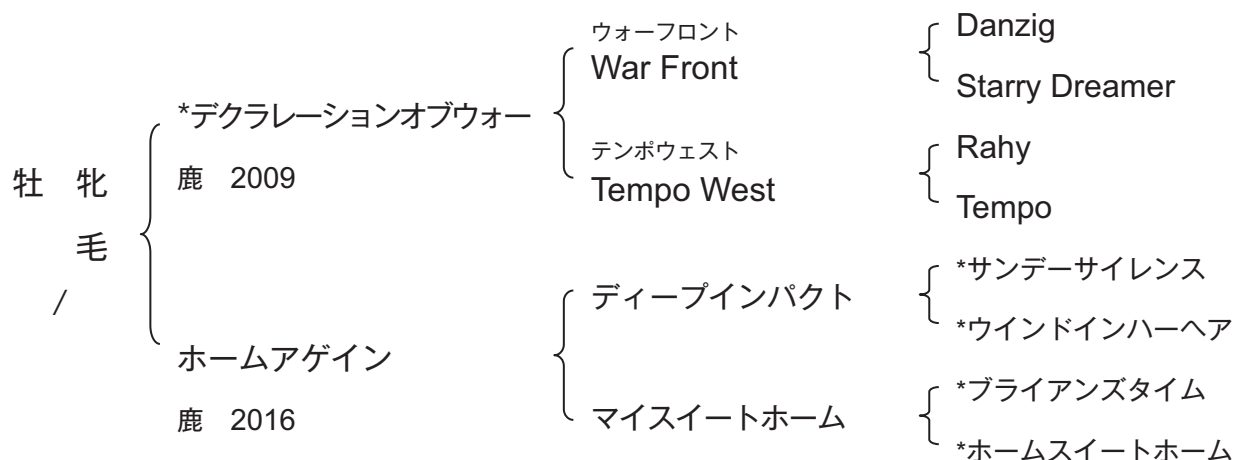 ウォーフロント
War Front
Danzig
Starry Dreamer
*デクラレーションオブウォー
鹿 2009
テンポウェスト
Tempo West
Rahy
Tempo
牡 牝
毛
/
ディープインパクト
*サンデーサイレンス
*ウインドインハーヘア
ホームアゲイン
鹿 2016
マイスイートホーム
*ブライアンズタイム
*ホームスイートホーム